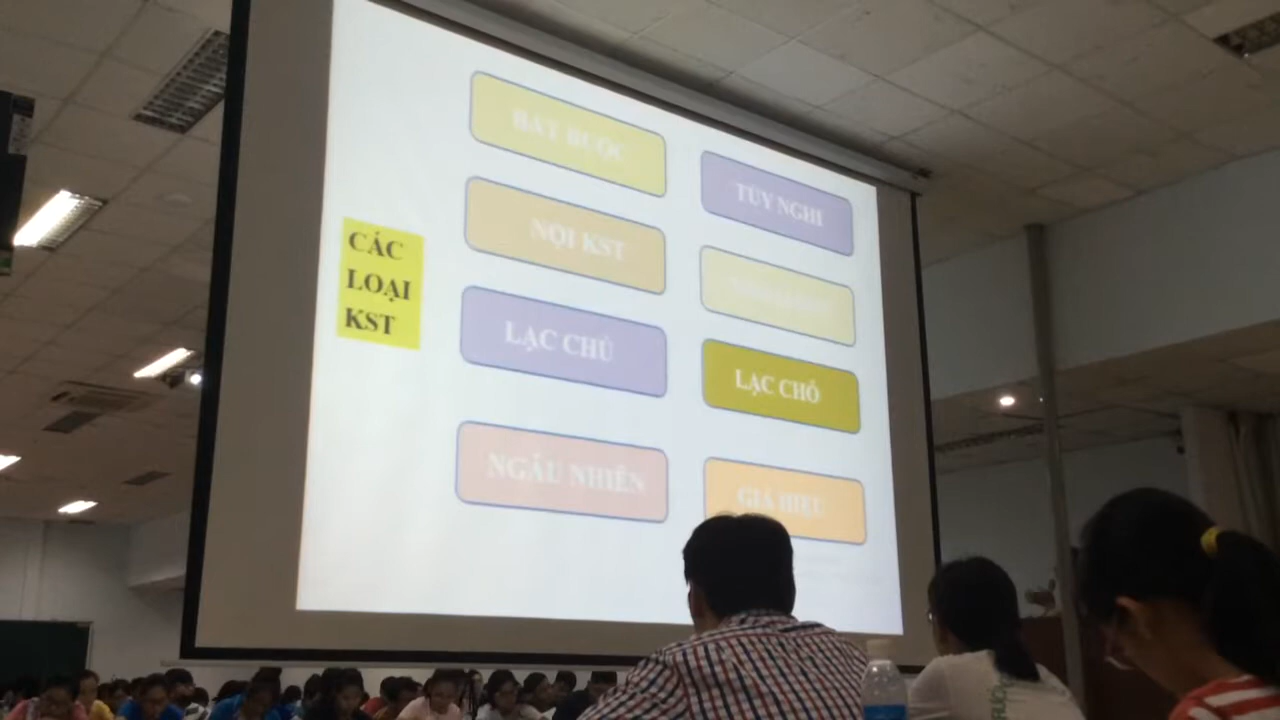 CÁC
LOẠI
KST
BẮT BUỘC
TÙY NGHI
NỘI KST
LẠC CHỦ
LẠC CHỖ
NGẪU NHIÊN
GIẢ HIỆU